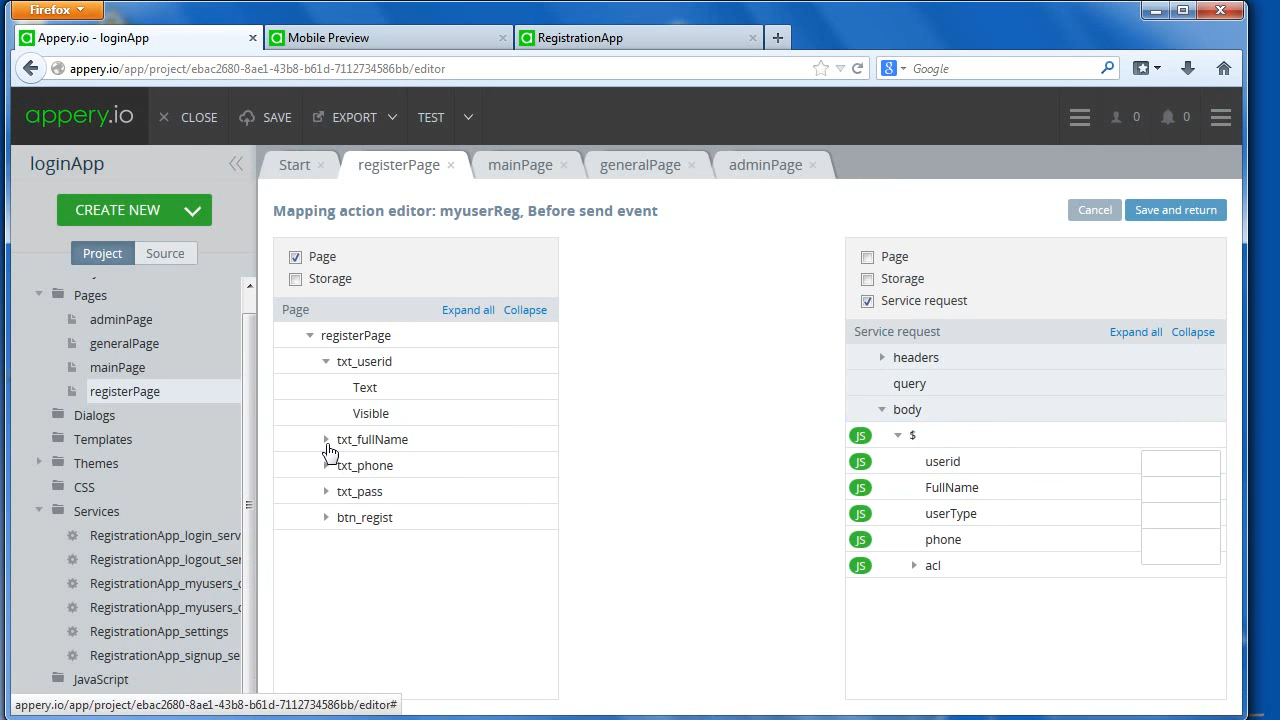 Firefox
Appery.io - loginApp
Mobile Preview
RegistrationApp
appery.io/app/project/ebac2680-8ae1-43b8-b61d-7112734586bb/editor
Google
appery.io
CLOSE
SAVE
EXPORT
TEST
0
0
loginApp
Start
registerPage
mainPage
generalPage
adminPage
CREATE NEW
Mapping action editor: myuserReg, Before send event
Cancel
Save and return
Project
Source
Pages
adminPage
generalPage
mainPage
registerPage
Dialogs
Templates
Themes
CSS
Services
RegistrationApp_login_serv
RegistrationApp_logout_ser
RegistrationApp_myusers_c
RegistrationApp_myusers_c
RegistrationApp_settings
RegistrationApp_signup_se
JavaScript
Page
Storage
Page
Expand all
Collapse
registerPage
txt_userid
Text
Visible
txt_fullName
txt_phone
txt_pass
btn_regist
Page
Storage
Service request
Service request
Expand all
Collapse
headers
query
body
JS $
JS userid
JS FullName
JS userType
JS phone
JS acl
appery.io/app/project/ebac2680-8ae1-43b8-b61d-7112734586bb/editor#